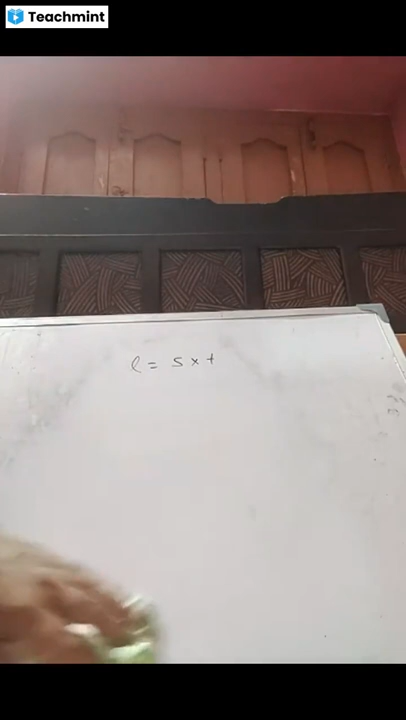 Teachmint
l = s × t